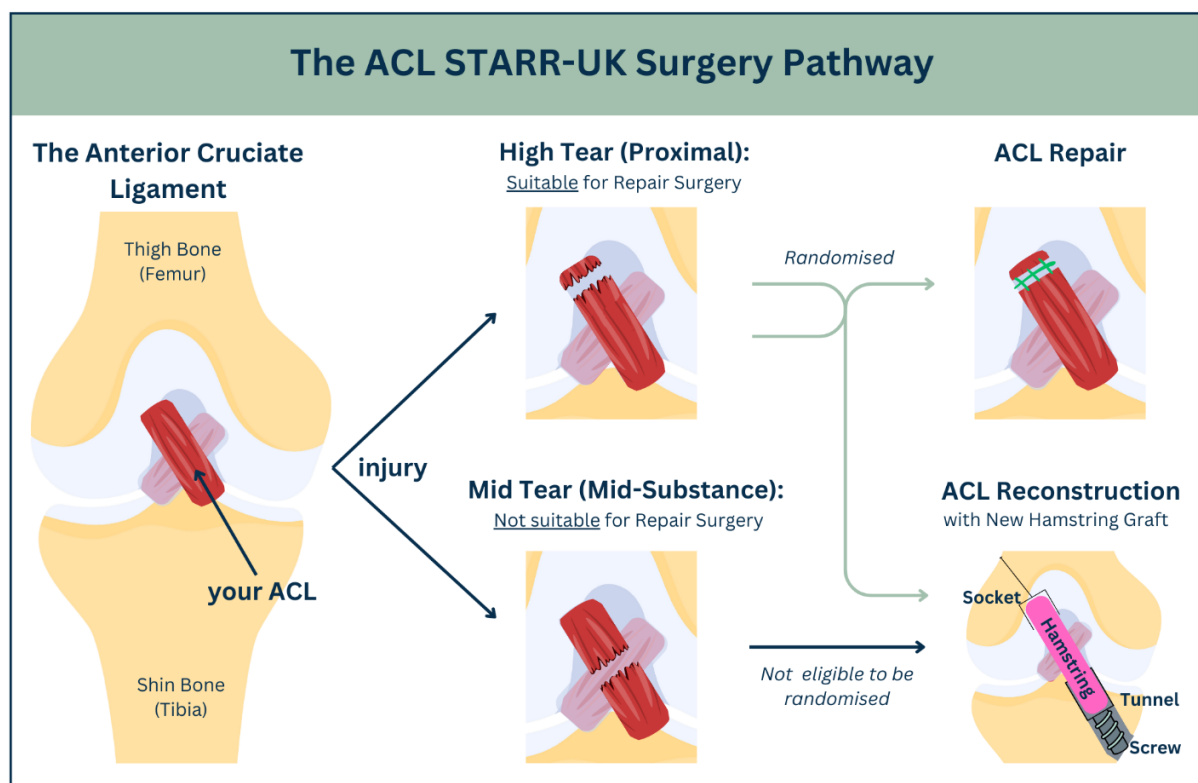 The ACL STARR-UK Surgery Pathway
The Anterior Cruciate
Ligament
Thigh Bone
(Femur)
your ACL
Shin Bone
(Tibia)
injury
High Tear (Proximal):
Suitable for Repair Surgery
Mid Tear (Mid-Substance):
Not suitable for Repair Surgery
Randomised
Not eligible to be
randomised
ACL Repair
ACL Reconstruction
with New Hamstring Graft
Socket
Hamstring
Tunnel
Screw